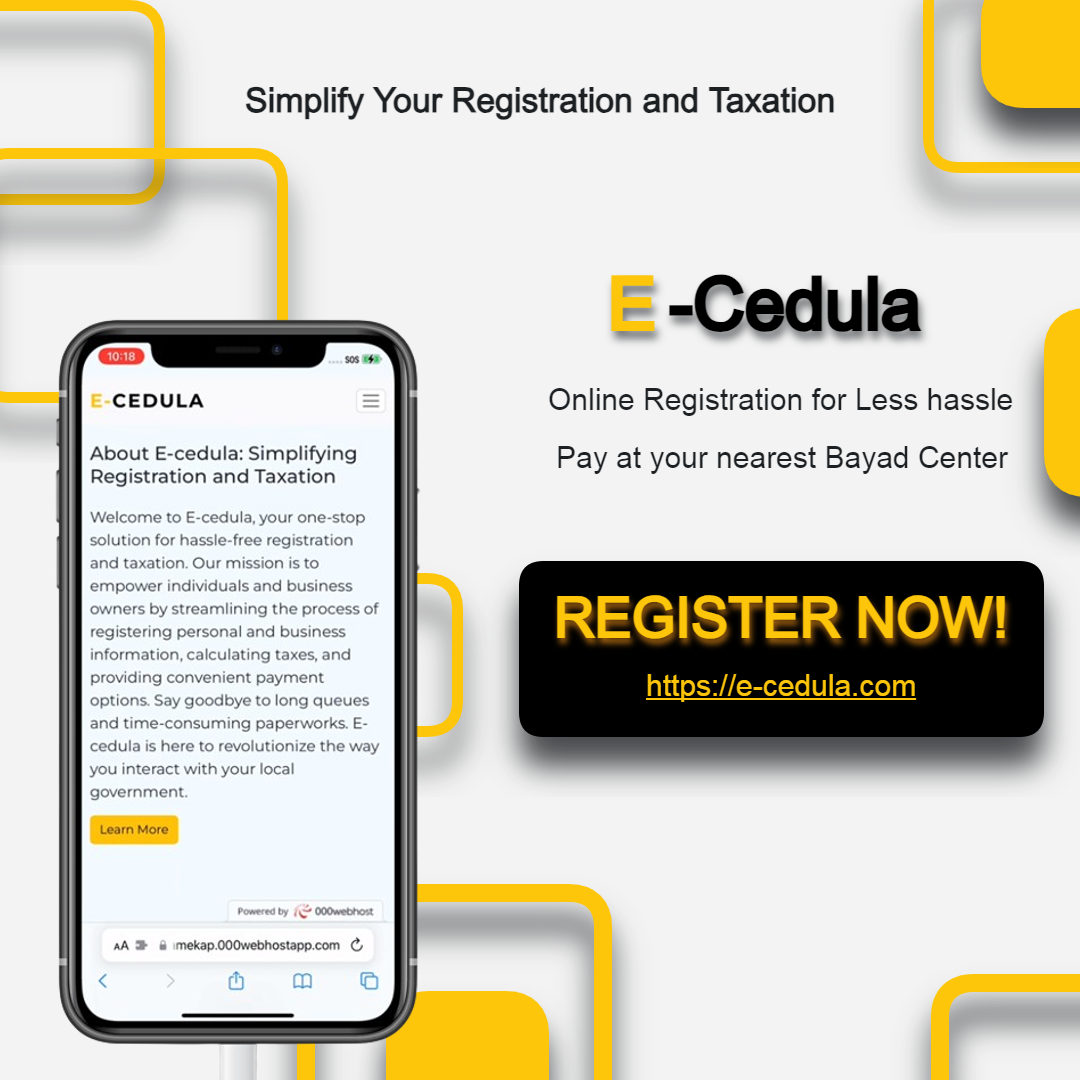 Simplify Your Registration and Taxation
E -Cedula
Online Registration for Less hassle
Pay at your nearest Bayad Center
REGISTER NOW!
https://e-cedula.com
10:18
SOS
E-CEDULA
About E-cedula: Simplifying
Registration and Taxation
Welcome to E-cedula, your one-stop
solution for hassle-free registration
and taxation. Our mission is to
empower individuals and business
owners by streamlining the process of
registering personal and business
information, calculating taxes, and
providing convenient payment
options. Say goodbye to long queues
and time-consuming paperworks. E-
cedula is here to revolutionize the way
you interact with your local
government.
Learn More
Powered by 000webhost
AA mekap.000webhostapp.com